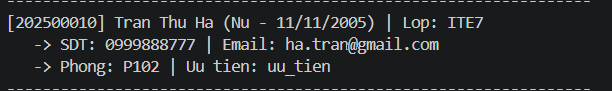 ------------------------------------------------------------------
[202500010] Tran Thu Ha (Nu - 11/11/2005) | Lop: ITE7
-> SDT: 0999888777 | Email: ha.tran@gmail.com
-> Phong: P102 | Uu tien: uu_tien
------------------------------------------------------------------